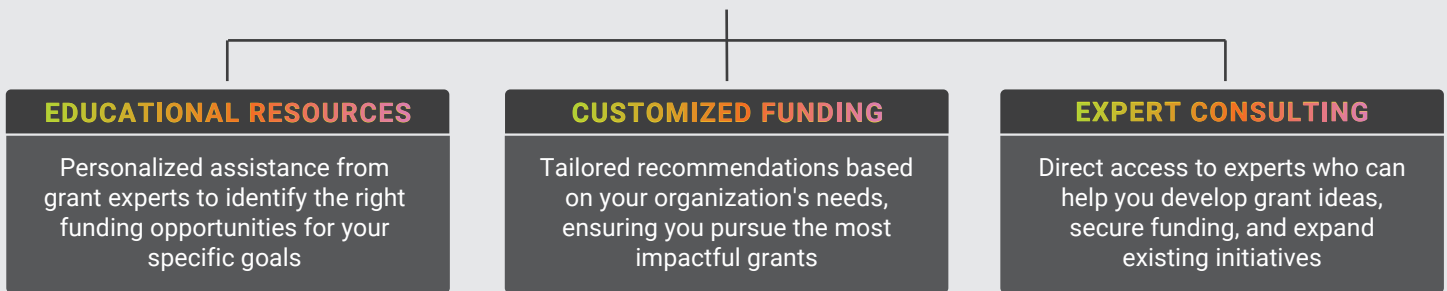 EDUCATIONAL RESOURCES
Personalized assistance from
grant experts to identify the right
funding opportunities for your
specific goals
CUSTOMIZED FUNDING
Tailored recommendations based
on your organization's needs,
ensuring you pursue the most
impactful grants
EXPERT CONSULTING
Direct access to experts who can
help you develop grant ideas,
secure funding, and expand
existing initiatives